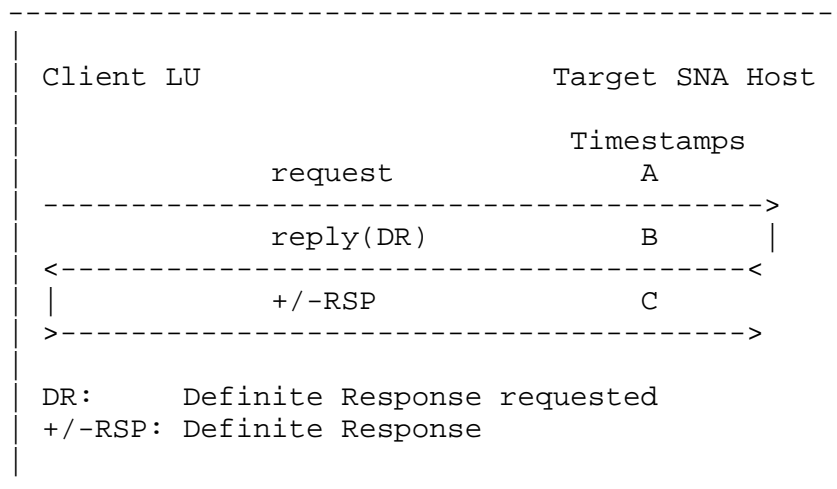 ------------------------------------------------
|
| Client LU                  Target SNA Host
|
|                             Timestamps
|            request              A
| ----------------------------------------->
|            reply(DR)            B      |
| <---------------------------------------<
| |          +/-RSP               C
| >--------------------------------------->
|
| DR:     Definite Response requested
| +/-RSP: Definite Response
|